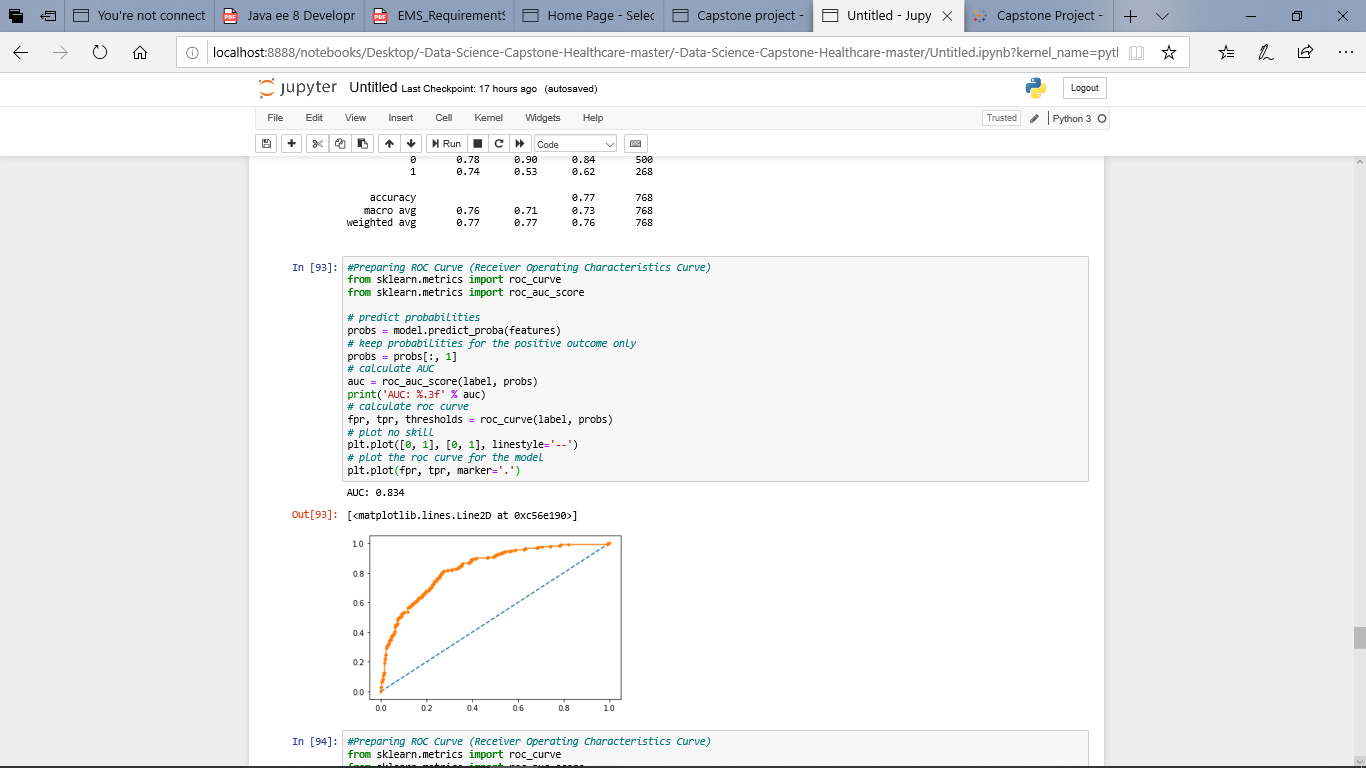 You're not connect
Java ee 8 Developr
EMS_Requirements
Home Page - Selec
Capstone project -
Untitled - Jupy
Capstone Project -
localhost:8888/notebooks/Desktop/-Data-Science-Capstone-Healthcare-master/-Data-Science-Capstone-Healthcare-master/Untitled.ipynb?kernel_name=pytl
jupyter Untitled Last Checkpoint: 17 hours ago (autosaved)
Logout
File Edit View Insert Cell Kernel Widgets Help
Trusted Python 3
Run Code
0 0.78 0.90 0.84 500
1 0.74 0.53 0.62 268
accuracy 0.77 768
macro avg 0.76 0.71 0.73 768
weighted avg 0.77 0.77 0.76 768
In [93]: #Preparing ROC Curve (Receiver Operating Characteristics Curve)
from sklearn.metrics import roc_curve
from sklearn.metrics import roc_auc_score
# predict probabilities
probs = model.predict_proba(features)
# keep probabilities for the positive outcome only
probs = probs[:, 1]
# calculate AUC
auc = roc_auc_score(label, probs)
print('AUC: %.3f' % auc)
# calculate roc curve
fpr, tpr, thresholds = roc_curve(label, probs)
# plot no skill
plt.plot([0, 1], [0, 1], linestyle='--')
# plot the roc curve for the model
plt.plot(fpr, tpr, marker='.')
AUC: 0.834
Out[93]: [<matplotlib.lines.Line2D at 0xc56e190>]
1.0
0.8
0.6
0.4
0.2
0.0
0.0 0.2 0.4 0.6 0.8 1.0
In [94]: #Preparing ROC Curve (Receiver Operating Characteristics Curve)
from sklearn.metrics import roc_curve